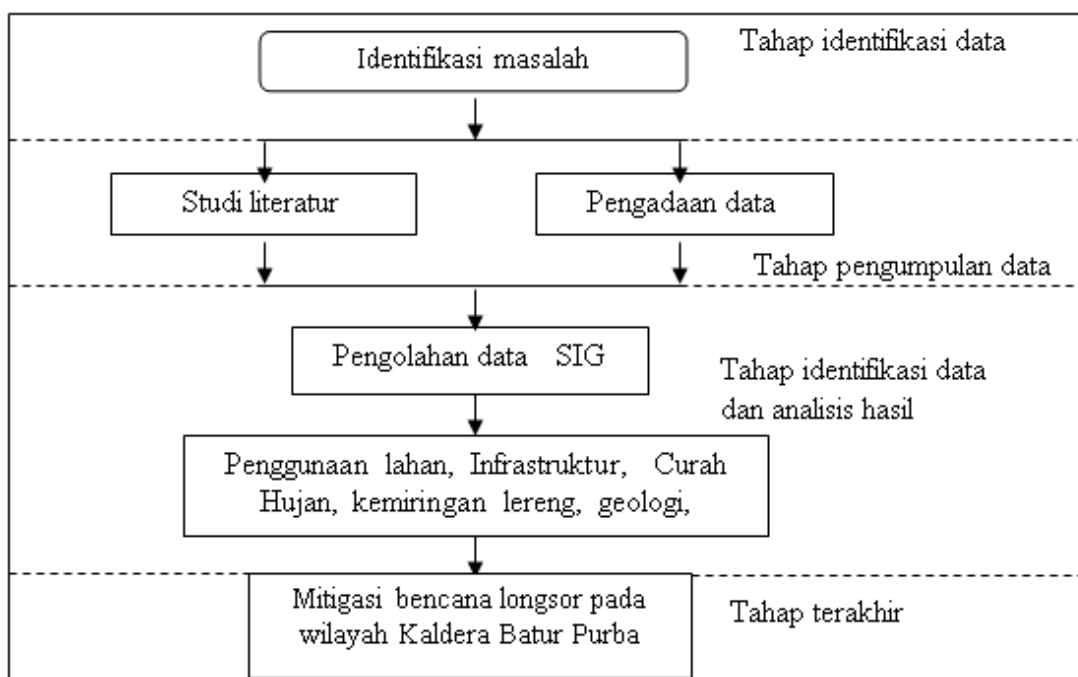 Tahap identifikasi data
Identifikasi masalah
Studi literatur
Pengadaan data
Tahap pengumpulan data
Pengolahan data SIG
Tahap identifikasi data
dan analisis hasil
Penggunaan lahan, Infrastruktur, Curah
Hujan, kemiringan lereng, geologi,
Mitigasi bencana longsor pada
wilayah Kaldera Batur Purba
Tahap terakhir